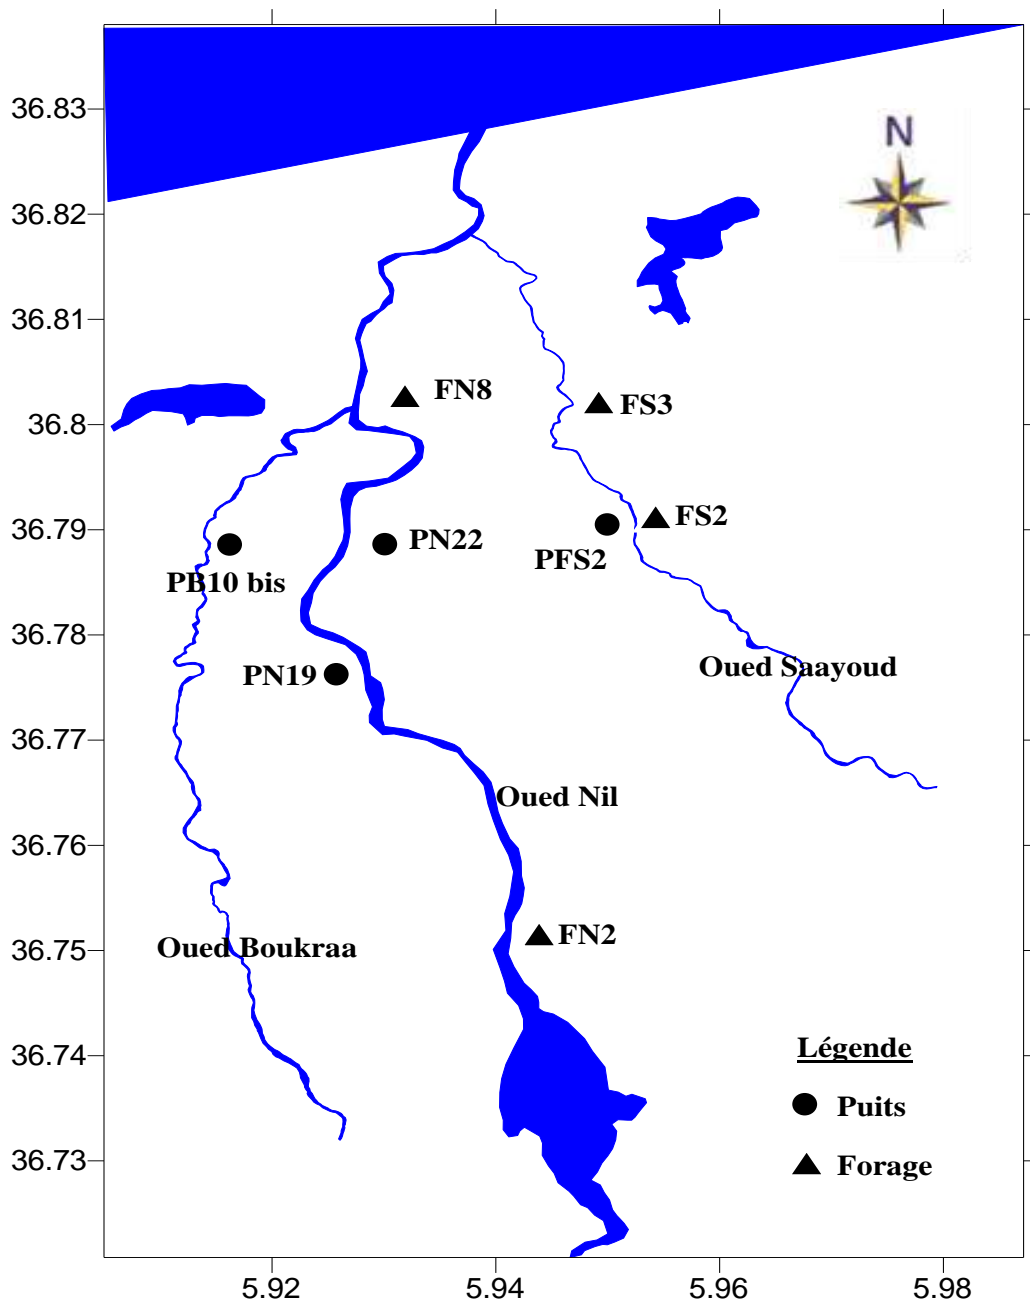 36.83
N
36.82
36.81
FN8
FS3
36.8
FS2
36.79
PN22
PFS2
PB10 bis
36.78
Oued Saayoud
PN19
36.77
Oued Nil
36.76
FN2
36.75
Oued Boukraa
36.74
Légende
Puits
36.73
Forage
5.92
5.94
5.96
5.98